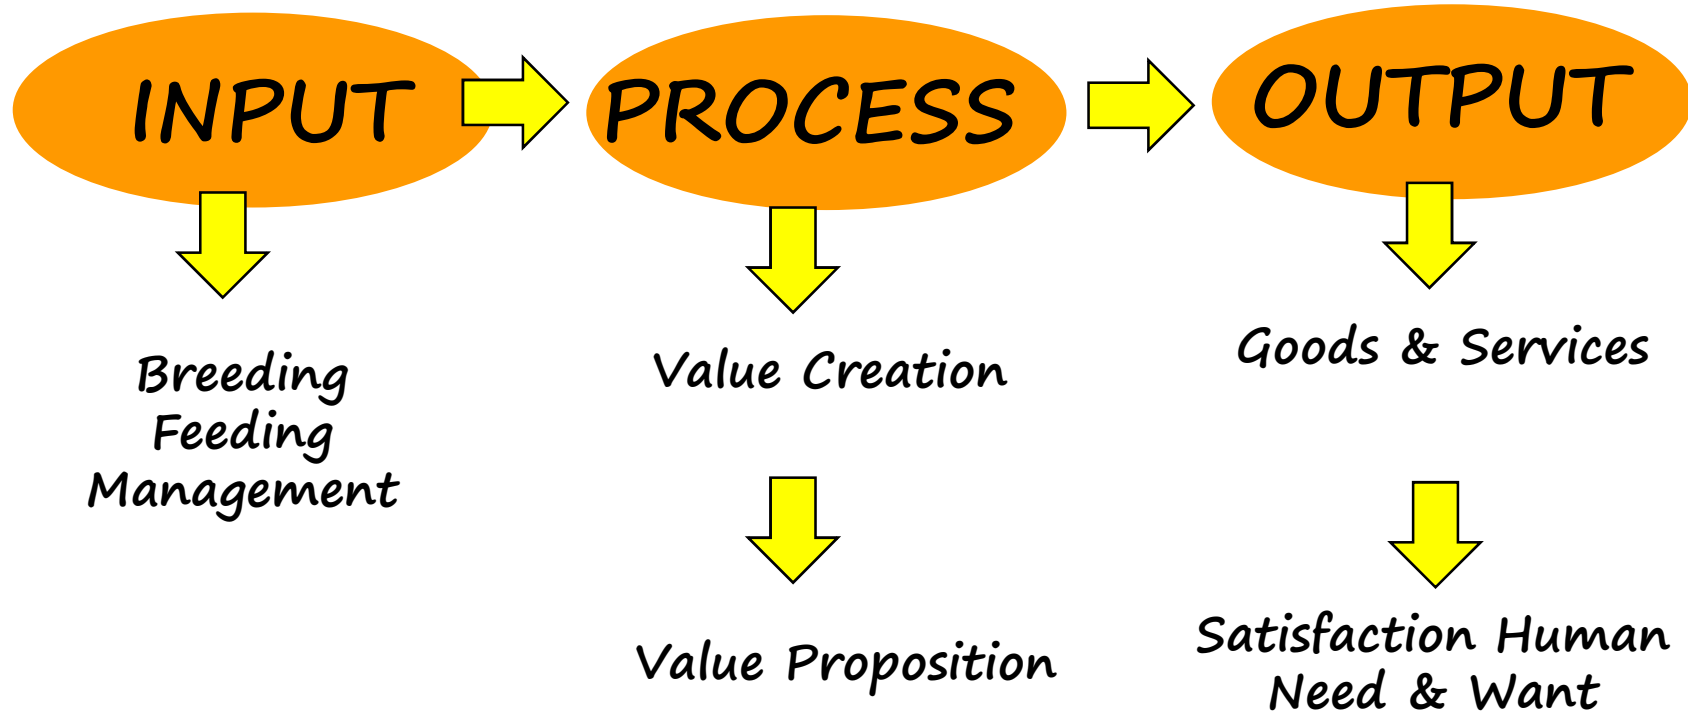 INPUT
PROCESS
OUTPUT
Breeding
Feeding
Management
Value Creation
Value Proposition
Goods & Services
Satisfaction Human
Need & Want